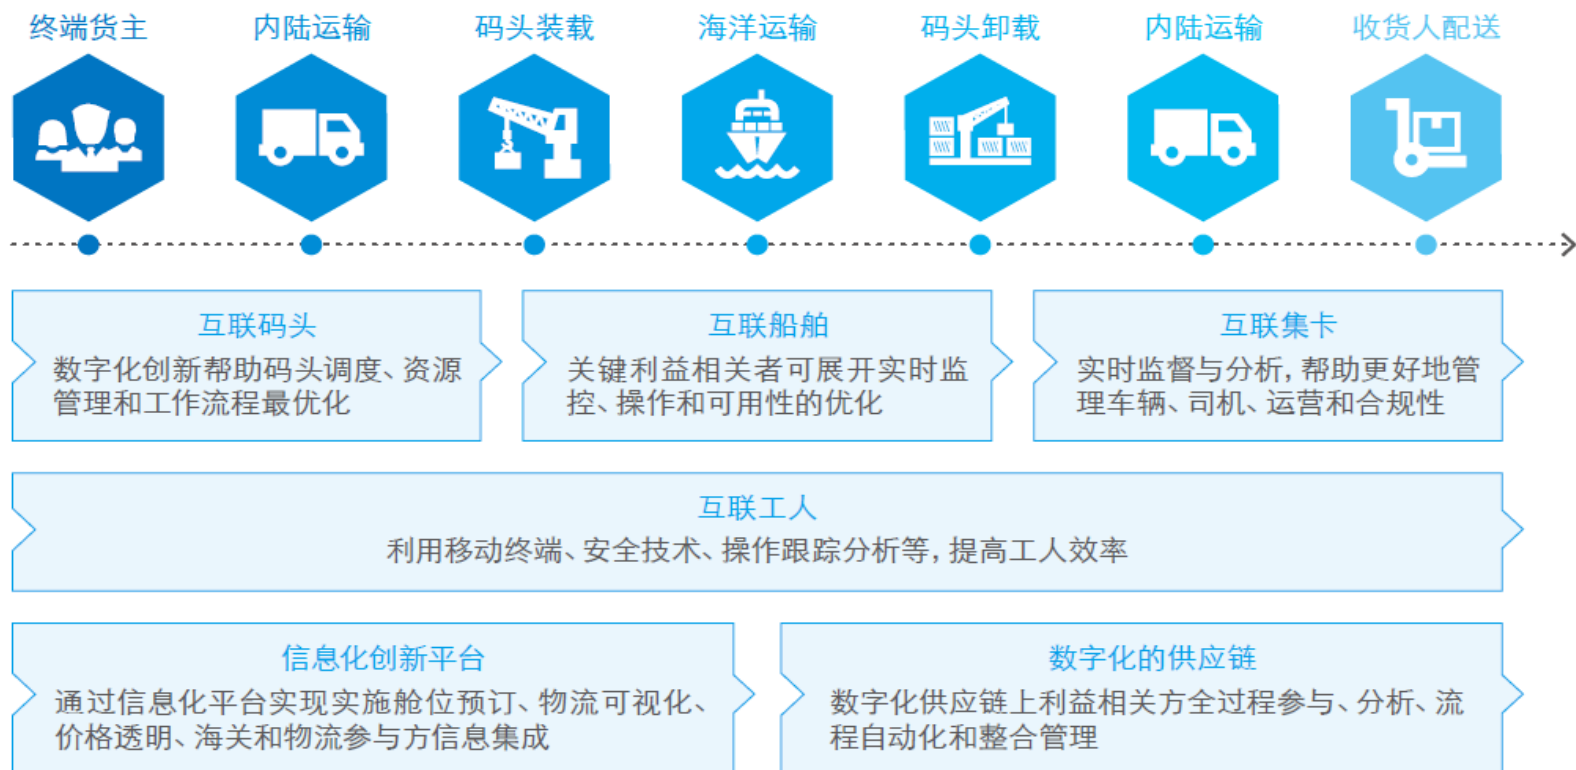 终端货主 内陆运输 码头装载 海洋运输 码头卸载 内陆运输 收货人配送
互联码头
数字化创新帮助码头调度、资源
管理和工作流程最优化
互联船舶
关键利益相关者可展开实时监
控、操作和可用性的优化
互联集卡
实时监督与分析,帮助更好地管
理车辆、司机、运营和合规性
互联工人
利用移动终端、安全技术、操作跟踪分析等,提高工人效率
信息化创新平台
通过信息化平台实现实施舱位预订、物流可视化、
价格透明、海关和物流参与方信息集成
数字化的供应链
数字化供应链上利益相关方全过程参与、分析、流
程自动化和整合管理